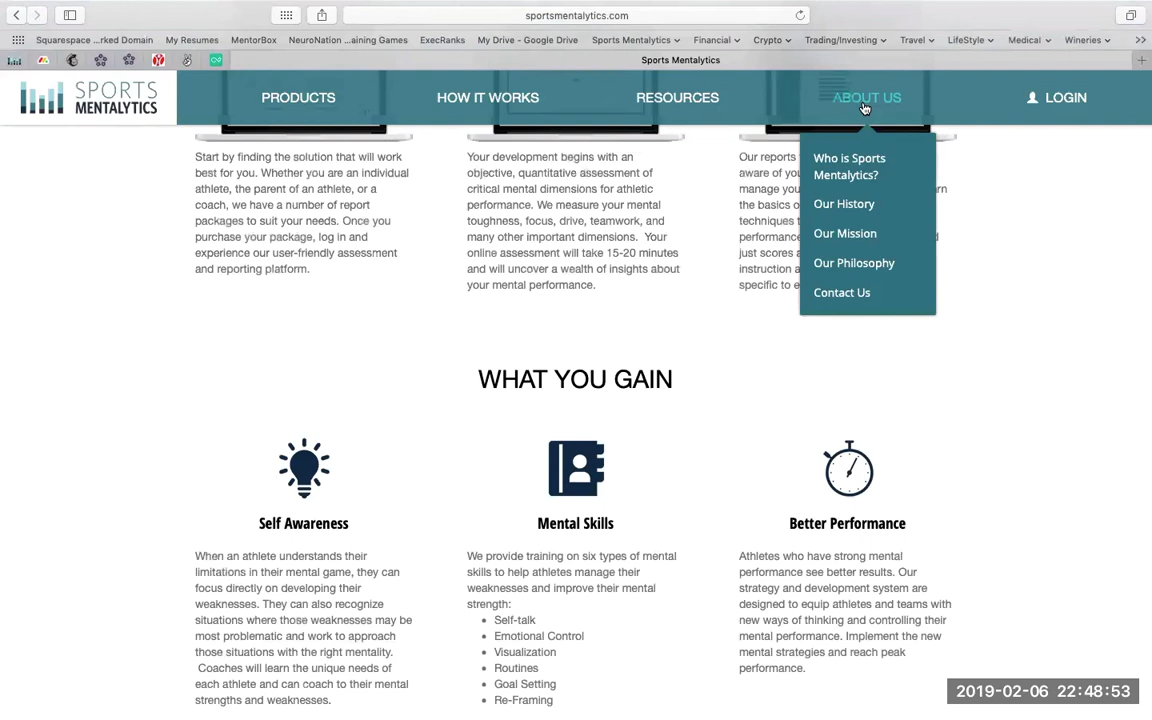 sportsmentalytics.com
Squarespace ...rked Domain My Resumes MentorBox NeuroNation ...aining Games ExecRanks My Drive - Google Drive Sports Mentalytics Financial Crypto Trading/Investing Travel LifeStyle Medical Wineries >>
Sports Mentalytics
SPORTS
MENTALYTICS
PRODUCTS HOW IT WORKS RESOURCES ABOUT US LOGIN
Who is Sports
Mentalytics?
Our History
Our Mission
Our Philosophy
Contact Us
Start by finding the solution that will work
best for you. Whether you are an individual
athlete, the parent of an athlete, or a
coach, we have a number of report
packages to suit your needs. Once you
purchase your package, log in and
experience our user-friendly assessment
and reporting platform.
Your development begins with an
objective, quantitative assessment of
critical mental dimensions for athletic
performance. We measure your mental
toughness, focus, drive, teamwork, and
many other important dimensions. Your
online assessment will take 15-20 minutes
and will uncover a wealth of insights about
your mental performance.
Our reports
aware of
manage
the basics
techniques
performance
just scores
instruction
specific to
WHAT YOU GAIN
Self Awareness
When an athlete understands their
limitations in their mental game, they can
focus directly on developing their
weaknesses. They can also recognize
situations where those weaknesses may be
most problematic and work to approach
those situations with the right mentality.
Coaches will learn the unique needs of
each athlete and can coach to their mental
strengths and weaknesses.
Mental Skills
We provide training on six types of mental
skills to help athletes manage their
weaknesses and improve their mental
strength:
• Self-talk
• Emotional Control
• Visualization
• Routines
• Goal Setting
• Re-Framing
Better Performance
Athletes who have strong mental
performance see better results. Our
strategy and development system are
designed to equip athletes and teams with
new ways of thinking and controlling their
mental performance. Implement the new
mental strategies and reach peak
performance.
2019-02-06 22:48:53